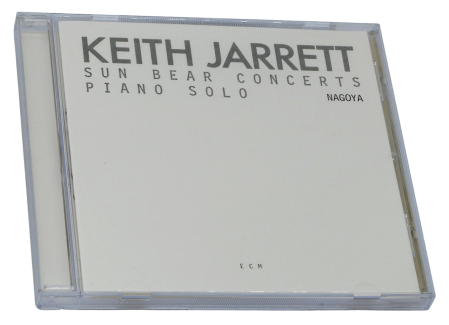 KEITH JARRETT
SUN BEAR CONCERTS
PIANO SOLO
NAGOYA
ECM